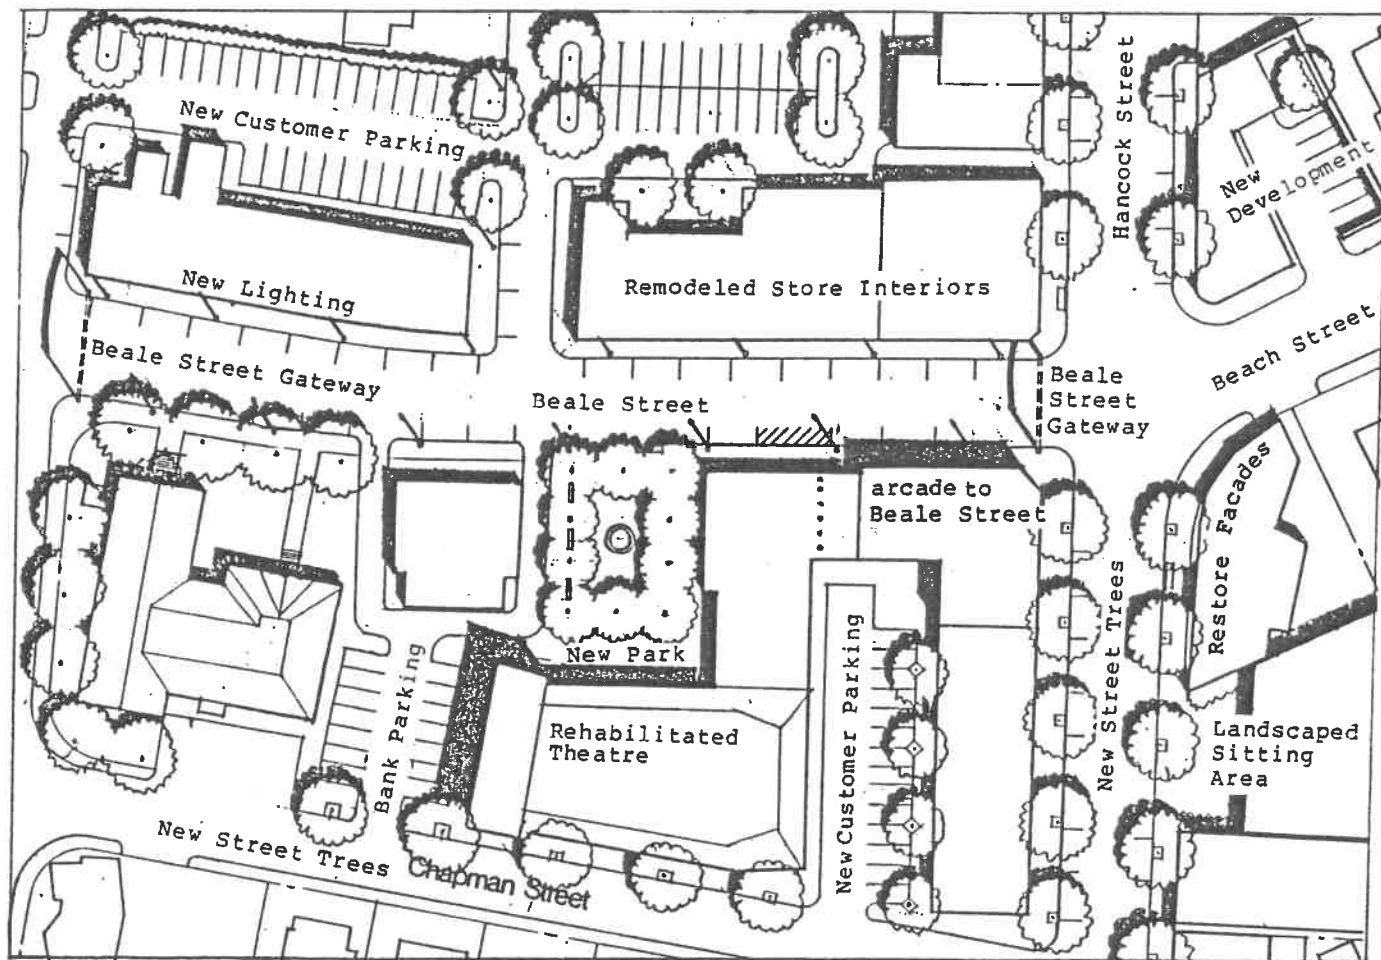 New Customer Parking
Hancock Street
New
Development
New Lighting
Remodeled Store Interiors
Beach Street
Beale Street Gateway
Beale Street
Beale
Street
Gateway
arcade to
Beale Street
Restore Facades
New Park
Bank Parking
Rehabilitated
Theatre
New Customer Parking
New Street Trees
Landscaped
Sitting
Area
New Street Trees
Chapman Street